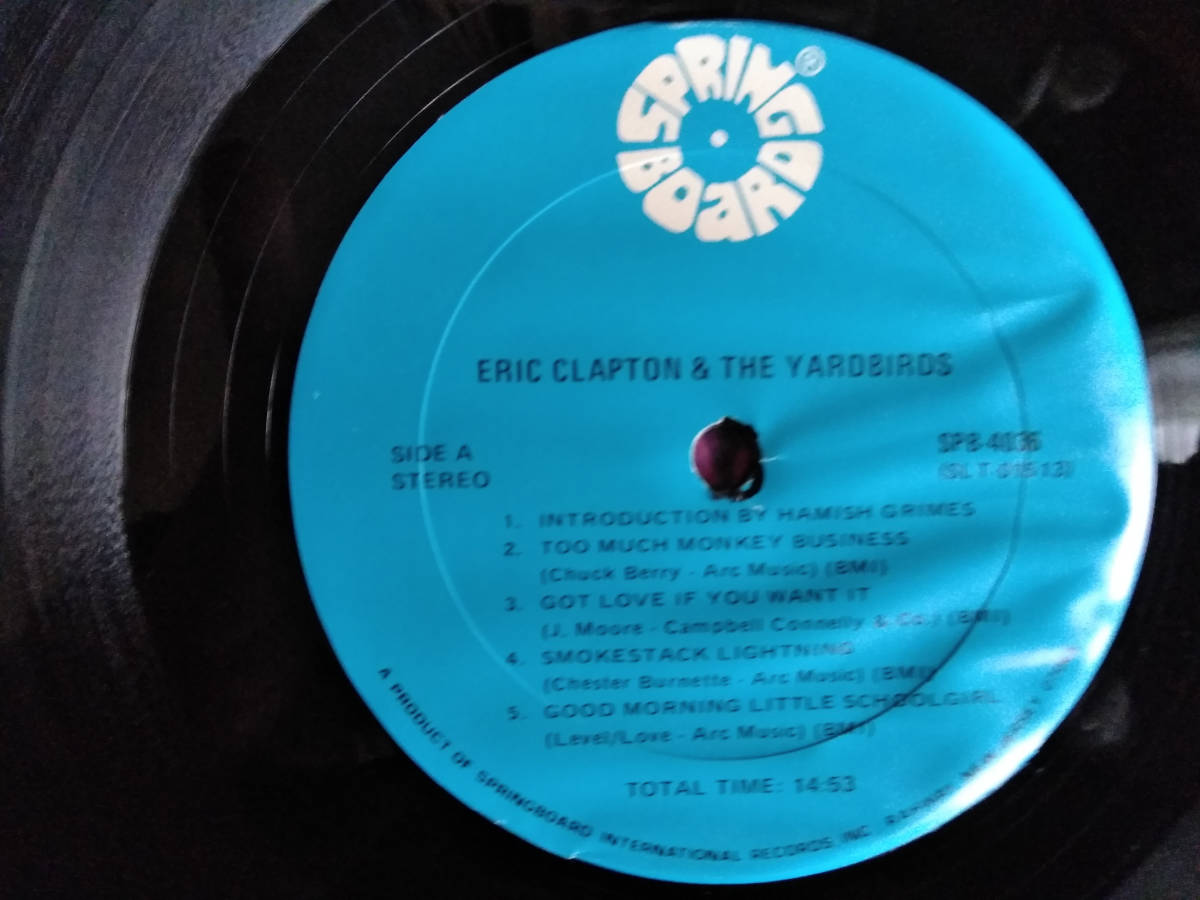 SPRINGBOARD®
ERIC CLAPTON & THE YARDBIRDS
SIDE A
STEREO
SPB-4036
1. INTRODUCTION BY HAMISH GRIMES
2. TOO MUCH MONKEY BUSINESS
(Chuck Berry - Arc Music) (BMI)
3. GOT LOVE IF YOU WANT IT
(J. Moore - Campbell Connelly & Co.) (BMI)
4. SMOKESTACK LIGHTNING
(Chester Burnette - Arc Music) (BMI)
5. GOOD MORNING LITTLE SCHOOLGIRL
(Level/Love - Arc Music) (BMI)
TOTAL TIME: 14:53
A PRODUCT OF SPRINGBOARD INTERNATIONAL RECORDS, INC.